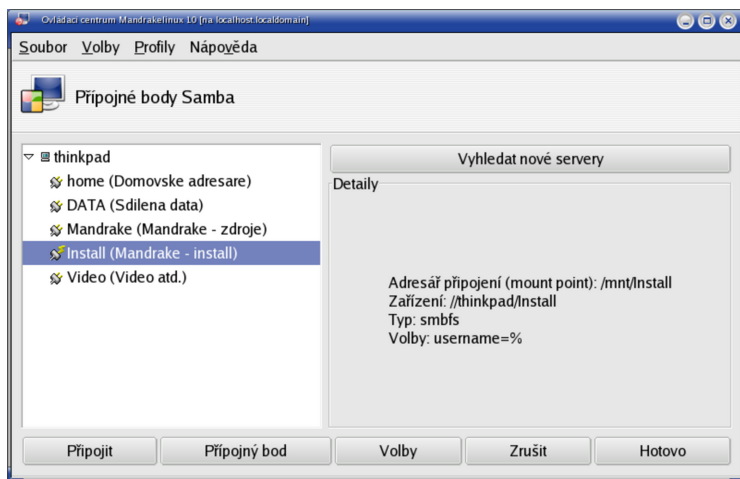 Ovládací centrum Mandrakelinux 10 [na localhost.localdomain]
Soubor Volby Profily Nápověda
Přípojné body Samba
thinkpad
home (Domovske adresare)
DATA (Sdilena data)
Mandrake (Mandrake - zdroje)
Install (Mandrake - install)
Video (Video atd.)
Vyhledat nové servery
Detaily
Adresář připojení (mount point): /mnt/Install
Zařízení: //thinkpad/Install
Typ: smbfs
Volby: username=%
Připojit Přípojný bod Volby Zrušit Hotovo